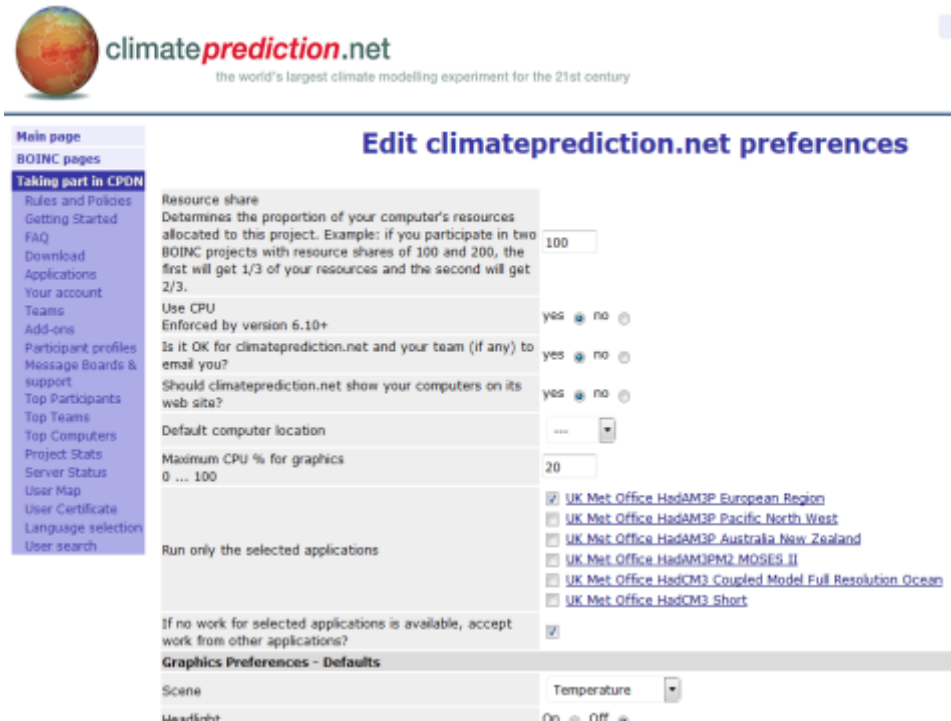 climateprediction.net
the world's largest climate modelling experiment for the 21st century
Main page
BOINC pages
Taking part in CPDN
Rules and Policies
Getting Started
FAQ
Download
Applications
Your account
Teams
Add-ons
Participant profiles
Message Boards &
support
Top Participants
Top Teams
Top Computers
Project Stats
Server Status
User Map
User Certificate
Language selection
User search
Edit climateprediction.net preferences
Resource share
Determines the proportion of your computer's resources
allocated to this project. Example: if you participate in two
BOINC projects with resource shares of 100 and 200, the
first will get 1/3 of your resources and the second will get
2/3.
100
Use CPU
Enforced by version 6.10+
yes no
Is it OK for climateprediction.net and your team (if any) to
email you?
yes no
Should climateprediction.net show your computers on its
web site?
yes no
Default computer location
---
Maximum CPU % for graphics
0 ... 100
20
Run only the selected applications
UK Met Office HadAM3P European Region
UK Met Office HadAM3P Pacific North West
UK Met Office HadAM3P Australia New Zealand
UK Met Office HadAM3PM2 MOSES II
UK Met Office HadCM3 Coupled Model Full Resolution Ocean
UK Met Office HadCM3 Short
If no work for selected applications is available, accept
work from other applications?
Graphics Preferences - Defaults
Scene
Temperature
Headlight
On Off